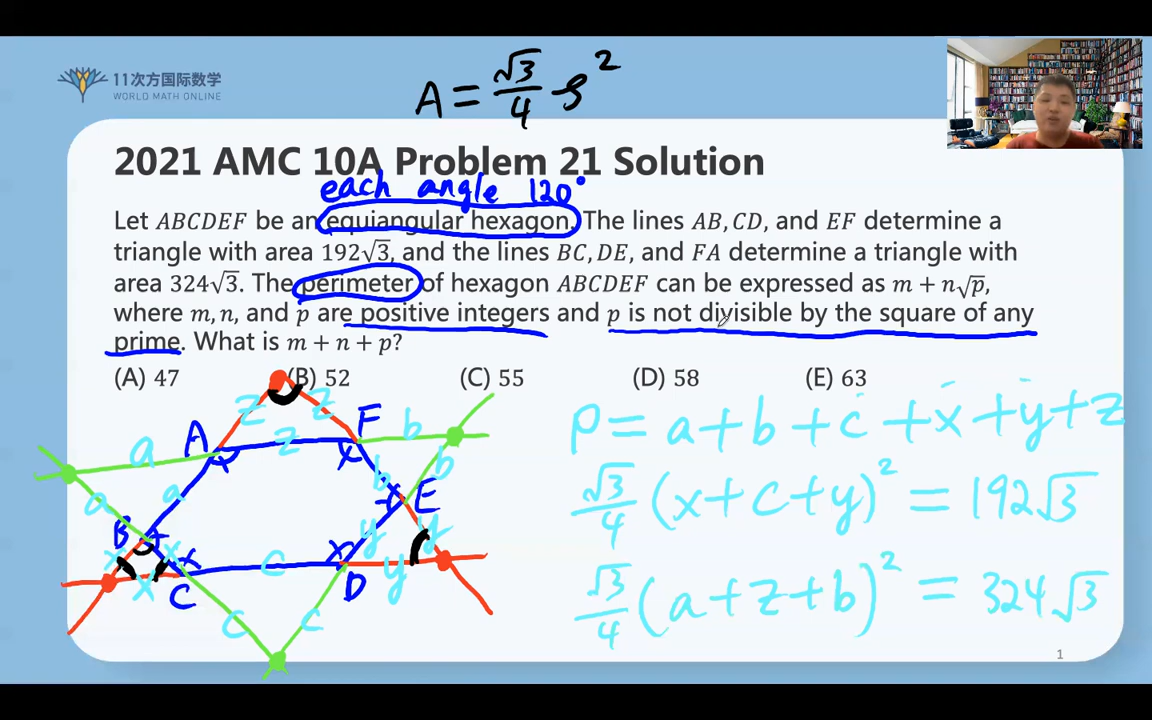 A = √3/4 s²
11次方国际数学
WORLD MATH ONLINE
2021 AMC 10A Problem 21 Solution
each angle 120°
Let ABCDEF be an equiangular hexagon. The lines AB, CD, and EF determine a
triangle with area 192√3, and the lines BC, DE, and FA determine a triangle with
area 324√3. The perimeter of hexagon ABCDEF can be expressed as m + n√p,
where m, n, and p are positive integers and p is not divisible by the square of any
prime. What is m + n + p?
(A) 47 (B) 52 (C) 55 (D) 58 (E) 63
z z
A z F b
a
a a b b
B E
x x y y
x C c D y
c c
P = a + b + c + x + y + z
√3/4 (x + c + y)² = 192√3
√3/4 (a + z + b)² = 324√3
1